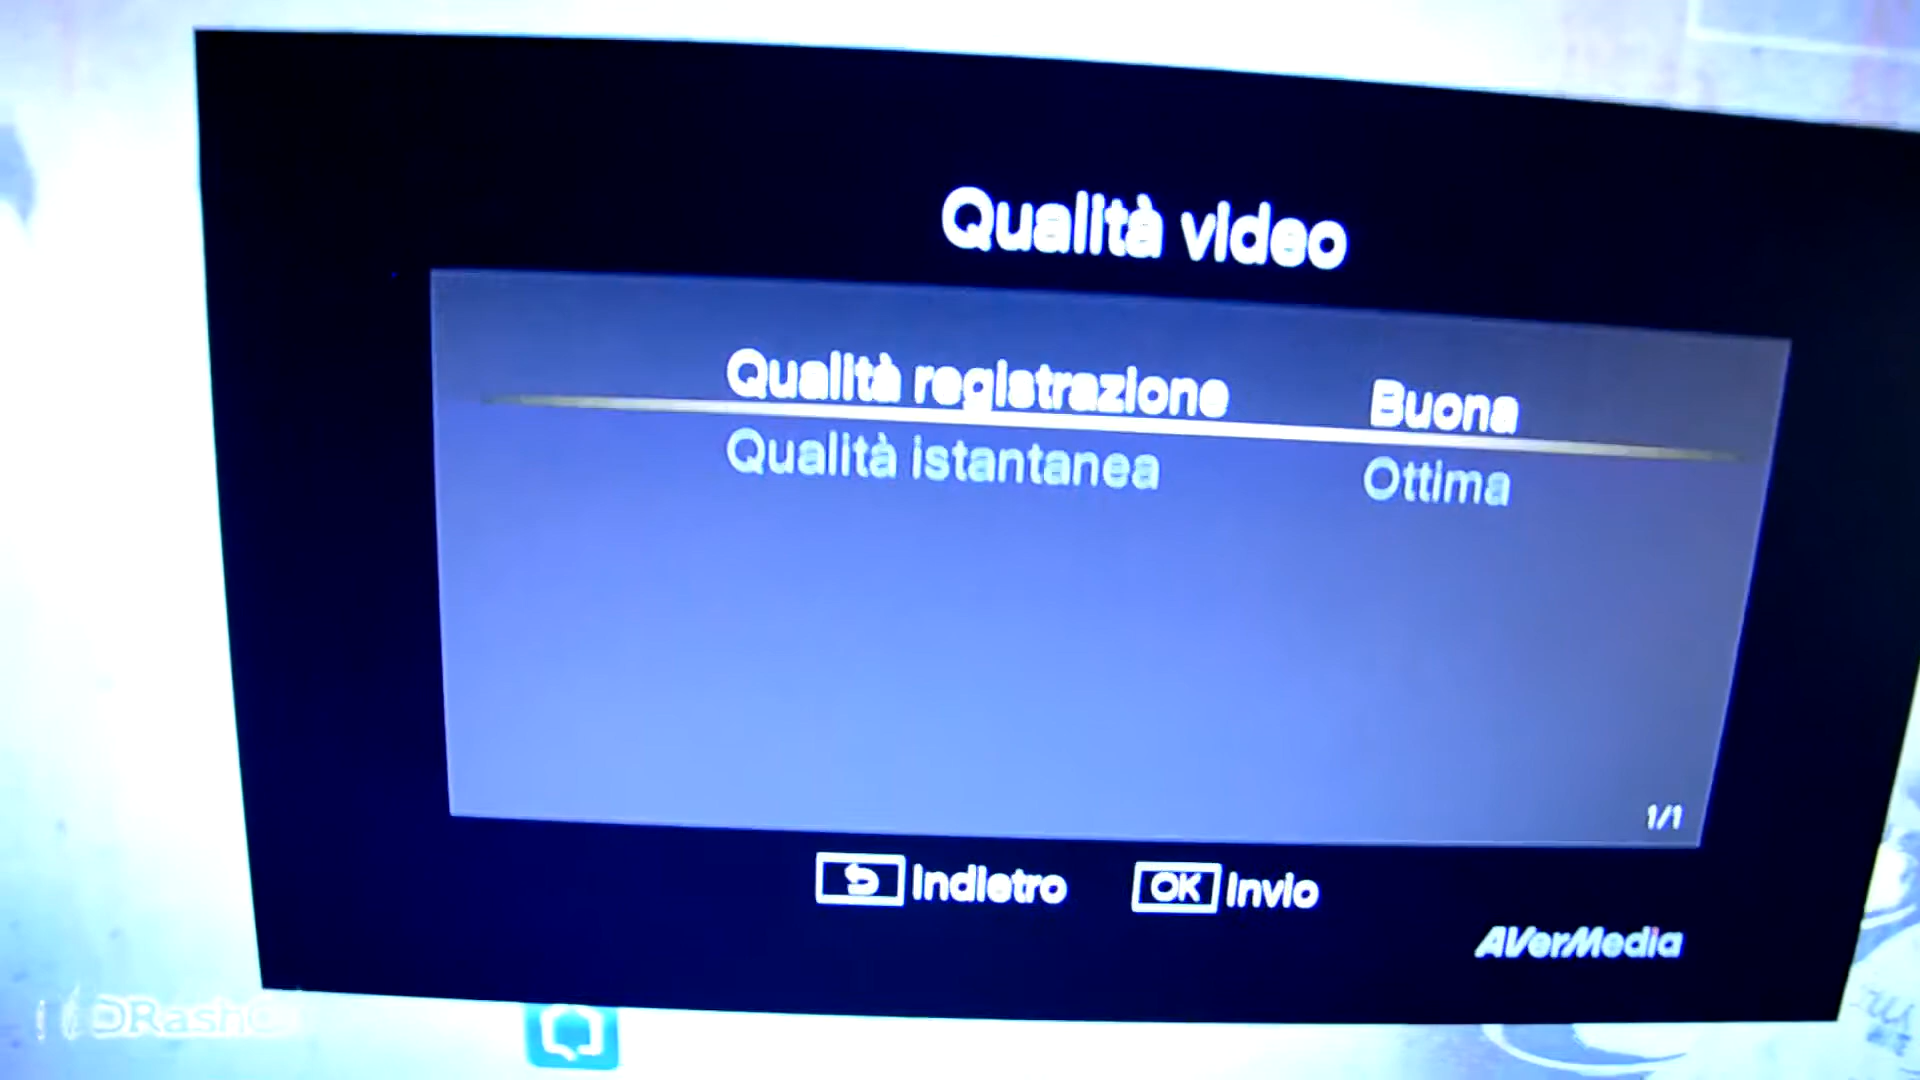 Qualità video
Qualità registrazione Buona
Qualità istantanea Ottima
1/1
Indietro OK Invio
AVerMedia